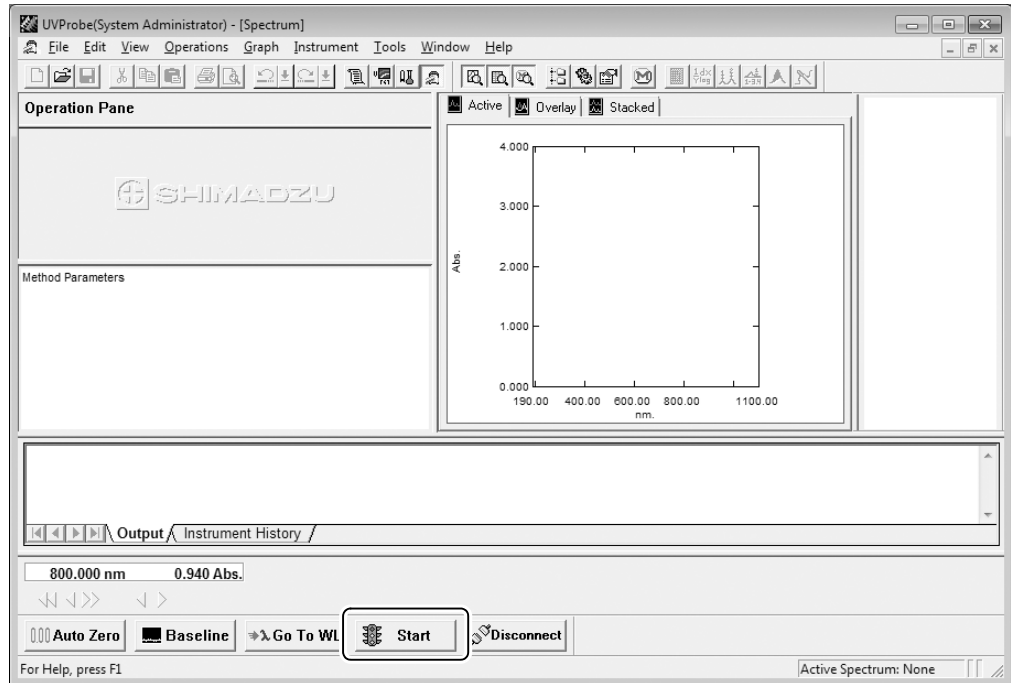 UVProbe(System Administrator) - [Spectrum]
File Edit View Operations Graph Instrument Tools Window Help
Operation Pane
Active Overlay Stacked
SHIMADZU
Method Parameters
4.000
3.000
Abs.
2.000
1.000
0.000
190.00 400.00 600.00 800.00 1100.00
nm.
Output Instrument History
800.000 nm 0.940 Abs.
Auto Zero Baseline Go To WL Start Disconnect
For Help, press F1 Active Spectrum: None